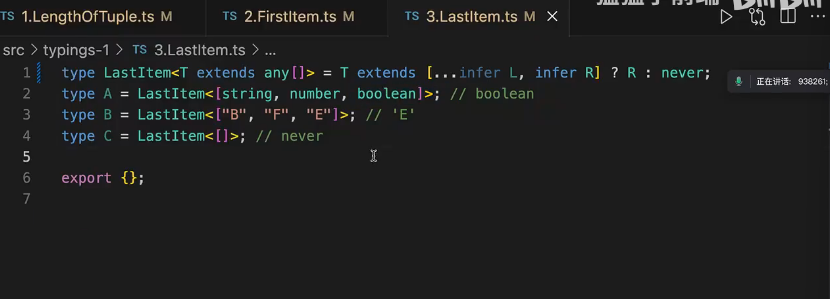 TS 1.LengthOfTuple.ts M TS 2.FirstItem.ts M TS 3.LastItem.ts M
src > typings-1 > TS 3.LastItem.ts > ...
1 type LastItem<T extends any[]> = T extends [...infer L, infer R] ? R : never;
2 type A = LastItem<[string, number, boolean]>; // boolean
3 type B = LastItem<["B", "F", "E"]>; // 'E'
4 type C = LastItem<[]>; // never
5
6 export {};
7
正在讲话: 938261;